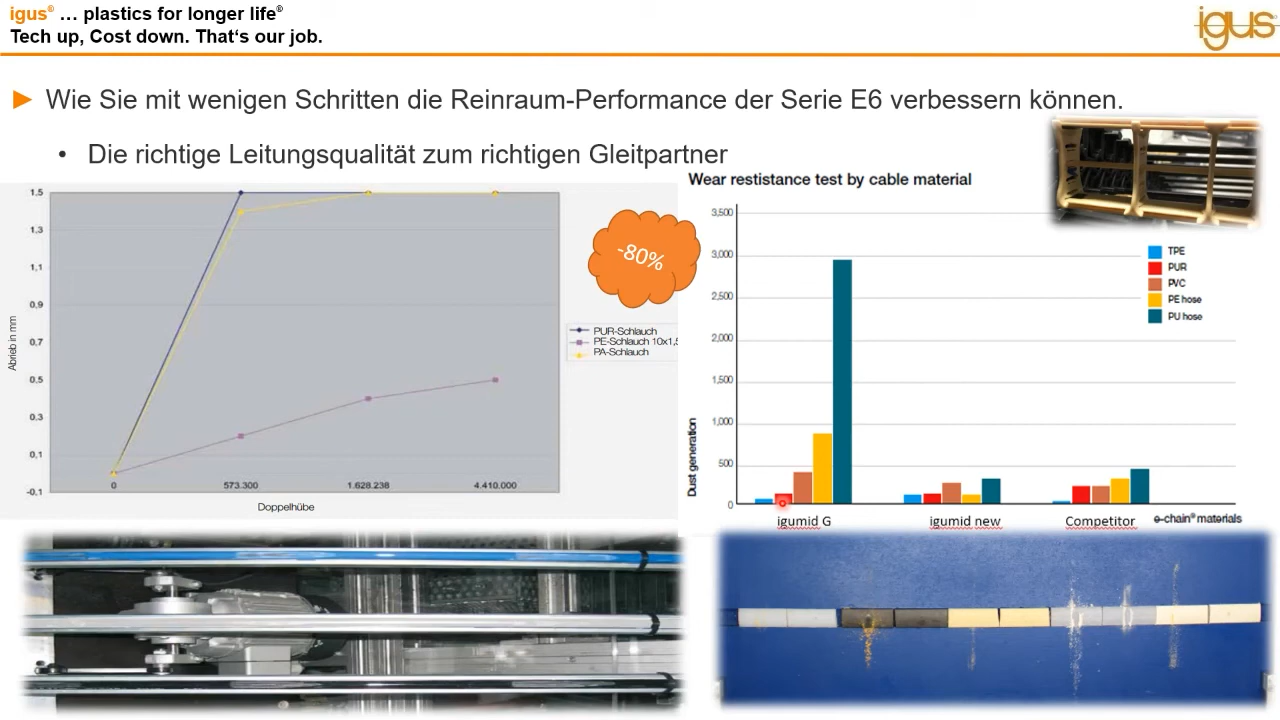 igus® … plastics for longer life®
Tech up, Cost down. That‘s our job.
igus
► Wie Sie mit wenigen Schritten die Reinraum-Performance der Serie E6 verbessern können.
• Die richtige Leitungsqualität zum richtigen Gleitpartner
1.5
1,3
1,1
0,9
0,7
0,5
0,3
0,1
-0.1
Abrieb in mm
0
573.300
1.628.238
4.410.000
Doppelhübe
PUR-Schlauch
PE-Schlauch 10x1,5
PA-Schlauch
-80%
Wear restistance test by cable material
3,500
3,000
2,500
2,000
1,500
1,000
500
0
Dust generation
TPE
PUR
PVC
PE hose
PU hose
igumid G
igumid new
Competitor
e-chain® materials